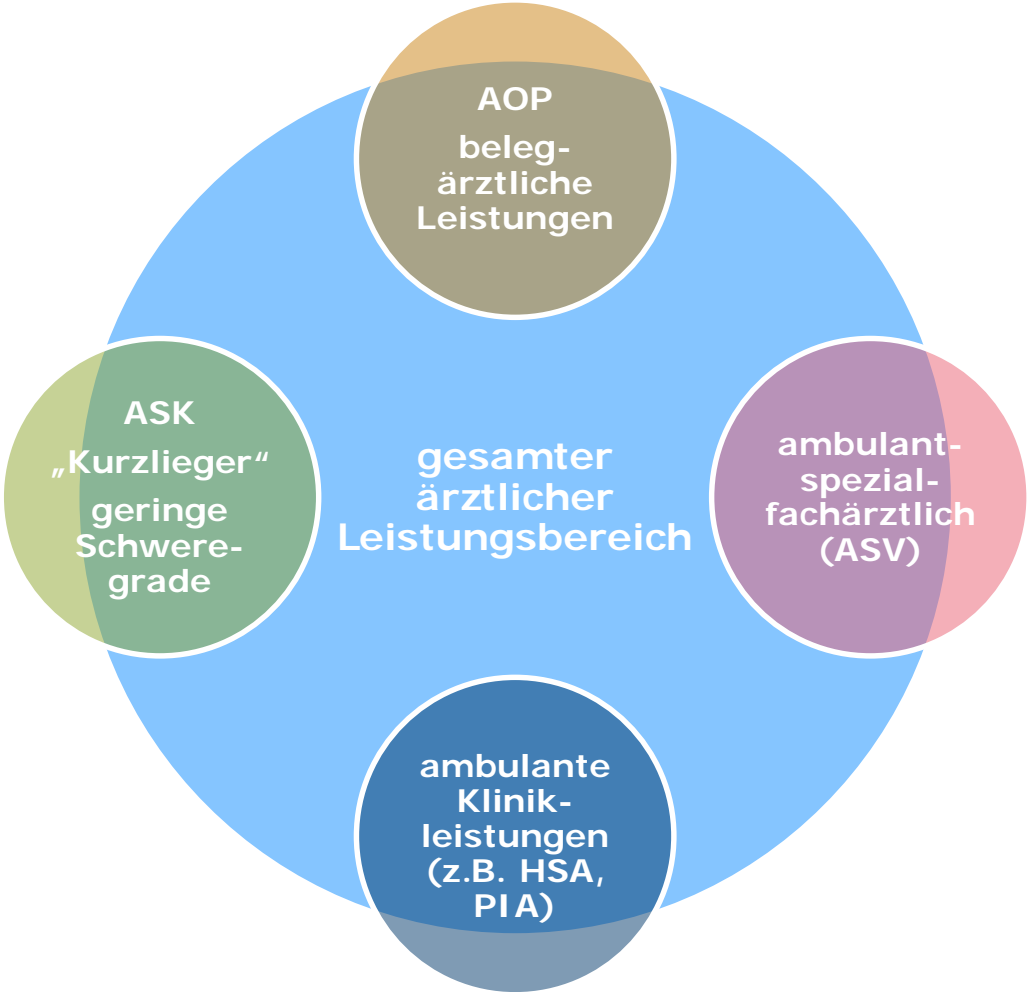 AOP
beleg-
ärztliche
Leistungen
ASK
„Kurzlieger“
geringe
Schwere-
grade
gesamter
ärztlicher
Leistungsbereich
ambulant-
spezial-
fachärztlich
(ASV)
ambulante
Klinik-
leistungen
(z.B. HSA,
PIA)